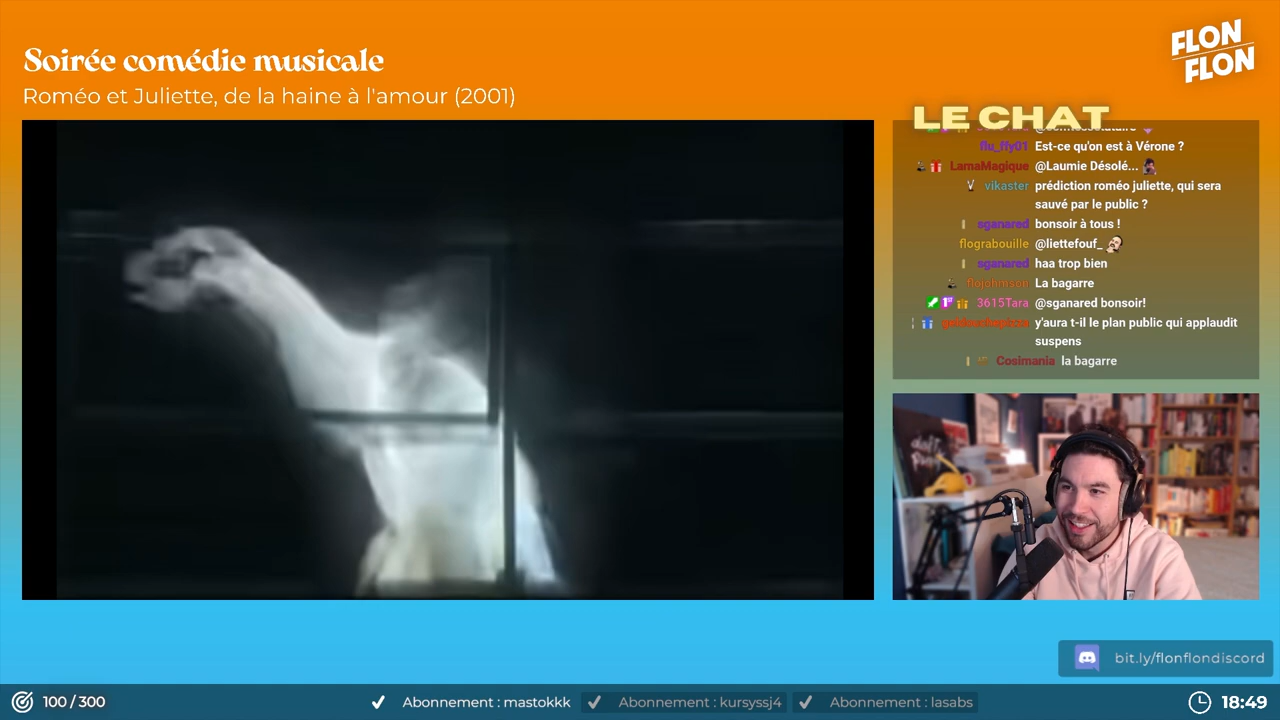 Soirée comédie musicale
Roméo et Juliette, de la haine à l'amour (2001)
FLON
FLON
LE CHAT
flu_ffy01 Est-ce qu'on est à Vérone ?
LamaMagique @Laumie Désolé...
vikaster prédiction roméo juliette, qui sera
sauvé par le public ?
sganared bonsoir à tous !
flograbouille @liettefouf_
sganared haa trop bien
flojohnson La bagarre
3615Tara @sganared bonsoir!
y'aura t-il le plan public qui applaudit
suspens
Cosimania la bagarre
bit.ly/flonflondiscord
100 / 300
Abonnement : mastokkk
Abonnement : kursyssj4
Abonnement : lasabs
18:49